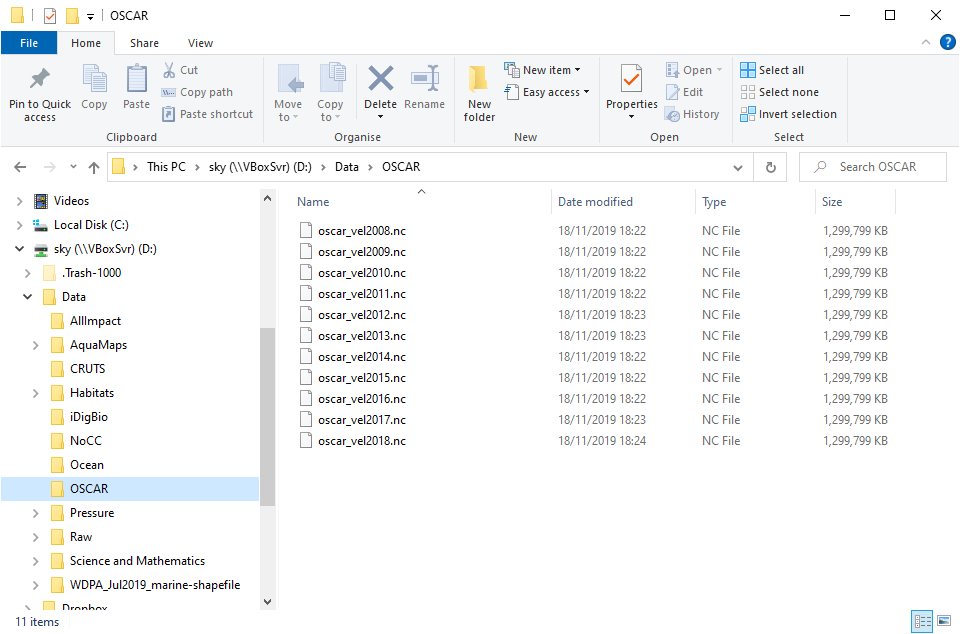 OSCAR
File Home Share View
Pin to Quick access
Copy
Paste
Cut
Copy path
Paste shortcut
Clipboard
Move to
Copy to
Delete
Rename
Organise
New folder
New item
Easy access
New
Properties
Open
Edit
History
Open
Select all
Select none
Invert selection
Select
This PC › sky (\\VBoxSvr) (D:) › Data › OSCAR
Search OSCAR
Videos
Local Disk (C:)
sky (\\VBoxSvr) (D:)
.Trash-1000
Data
AllImpact
AquaMaps
CRUTS
Habitats
iDigBio
NoCC
Ocean
OSCAR
Pressure
Raw
Science and Mathematics
WDPA_Jul2019_marine-shapefile
Dropbox
Name Date modified Type Size
oscar_vel2008.nc 18/11/2019 18:22 NC File 1,299,799 KB
oscar_vel2009.nc 18/11/2019 18:22 NC File 1,299,799 KB
oscar_vel2010.nc 18/11/2019 18:22 NC File 1,299,799 KB
oscar_vel2011.nc 18/11/2019 18:22 NC File 1,299,799 KB
oscar_vel2012.nc 18/11/2019 18:23 NC File 1,299,799 KB
oscar_vel2013.nc 18/11/2019 18:23 NC File 1,299,799 KB
oscar_vel2014.nc 18/11/2019 18:22 NC File 1,299,799 KB
oscar_vel2015.nc 18/11/2019 18:22 NC File 1,299,799 KB
oscar_vel2016.nc 18/11/2019 18:22 NC File 1,299,799 KB
oscar_vel2017.nc 18/11/2019 18:23 NC File 1,299,799 KB
oscar_vel2018.nc 18/11/2019 18:24 NC File 1,299,799 KB
11 items